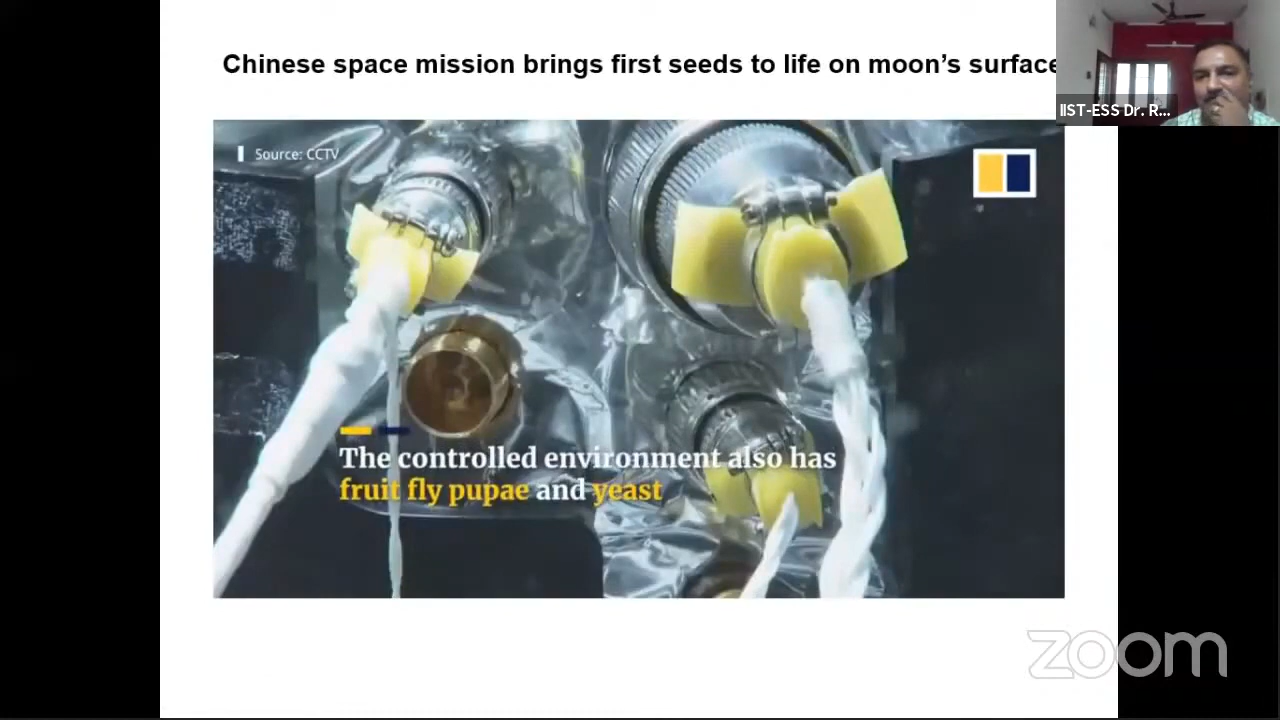 Chinese space mission brings first seeds to life on moon's surface
IIST-ESS Dr. R...
Source: CCTV
The controlled environment also has
fruit fly pupae and yeast
zoom